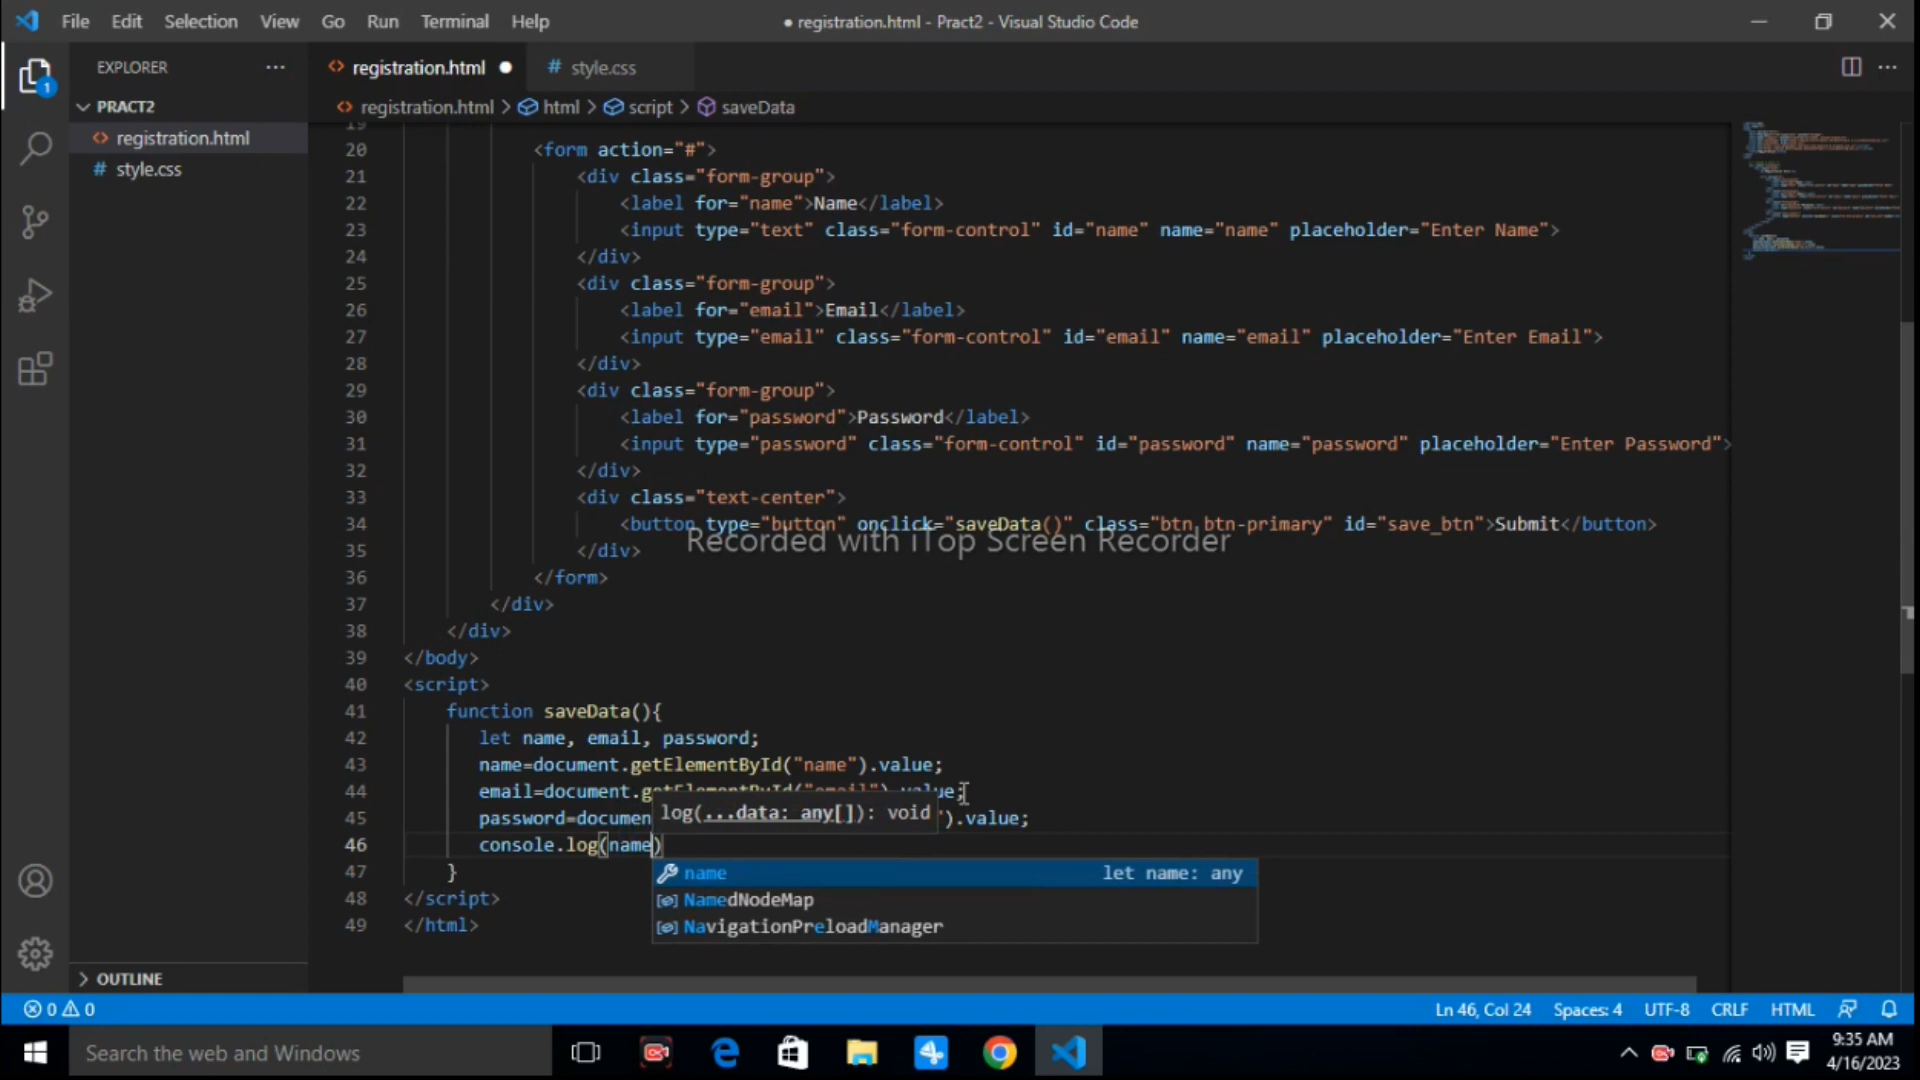 File Edit Selection View Go Run Terminal Help
● registration.html - Pract2 - Visual Studio Code
EXPLORER
registration.html
# style.css
PRACT2
registration.html
# style.css
registration.html > html > script > saveData
19
20 <form action="#">
21 <div class="form-group">
22 <label for="name">Name</label>
23 <input type="text" class="form-control" id="name" name="name" placeholder="Enter Name">
24 </div>
25 <div class="form-group">
26 <label for="email">Email</label>
27 <input type="email" class="form-control" id="email" name="email" placeholder="Enter Email">
28 </div>
29 <div class="form-group">
30 <label for="password">Password</label>
31 <input type="password" class="form-control" id="password" name="password" placeholder="Enter Password">
32 </div>
33 <div class="text-center">
34 <button type="button" onclick="saveData()" class="btn btn-primary" id="save_btn">Submit</button>
Recorded with iTop Screen Recorder
35 </div>
36 </form>
37 </div>
38 </div>
39 </body>
40 <script>
41 function saveData(){
42 let name, email, password;
43 name=document.getElementById("name").value;
44 email=document.getElementById("email").value;
log(...data: any[]): void
45 password=documen ").value;
46 console.log(name)
name let name: any
NamedNodeMap
NavigationPreloadManager
47 }
48 </script>
49 </html>
OUTLINE
0 0
Ln 46, Col 24 Spaces: 4 UTF-8 CRLF HTML
Search the web and Windows
9:35 AM
4/16/2023
1